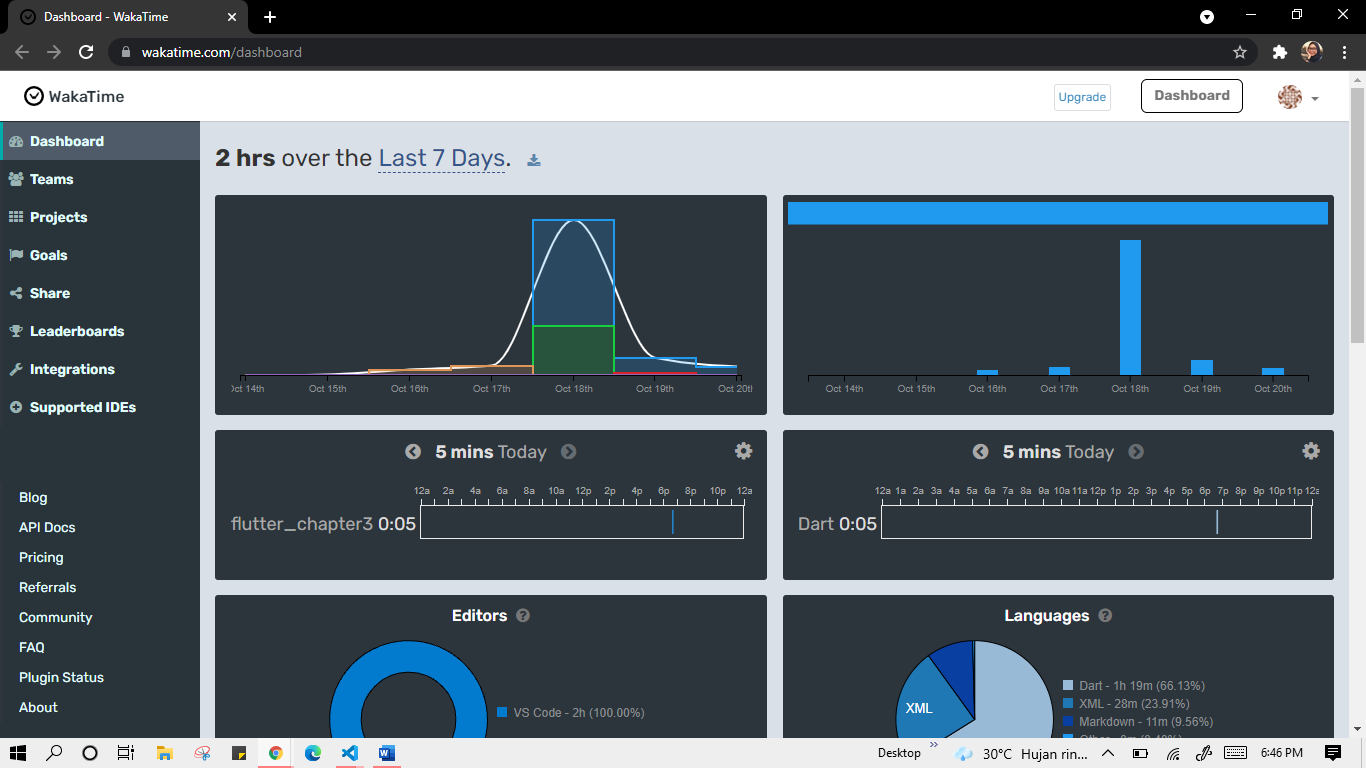 Dashboard - WakaTime
wakatime.com/dashboard
WakaTime
Upgrade
Dashboard
Dashboard
Teams
Projects
Goals
Share
Leaderboards
Integrations
Supported IDEs
Blog
API Docs
Pricing
Referrals
Community
FAQ
Plugin Status
About
2 hrs over the Last 7 Days.
Oct 14th Oct 15th Oct 16th Oct 17th Oct 18th Oct 19th Oct 20th
Oct 14th Oct 15th Oct 16th Oct 17th Oct 18th Oct 19th Oct 20th
5 mins Today
12a 2a 4a 6a 8a 10a 12p 2p 4p 6p 8p 10p 12a
flutter_chapter3 0:05
5 mins Today
12a 1a 2a 3a 4a 5a 6a 7a 8a 9a 10a 11a 12p 1p 2p 3p 4p 5p 6p 7p 8p 9p 10p 11p 12a
Dart 0:05
Editors ?
VS Code - 2h (100.00%)
Languages ?
XML
Dart - 1h 19m (66.13%)
XML - 28m (23.91%)
Markdown - 11m (9.56%)
Desktop
30°C Hujan rin...
6:46 PM